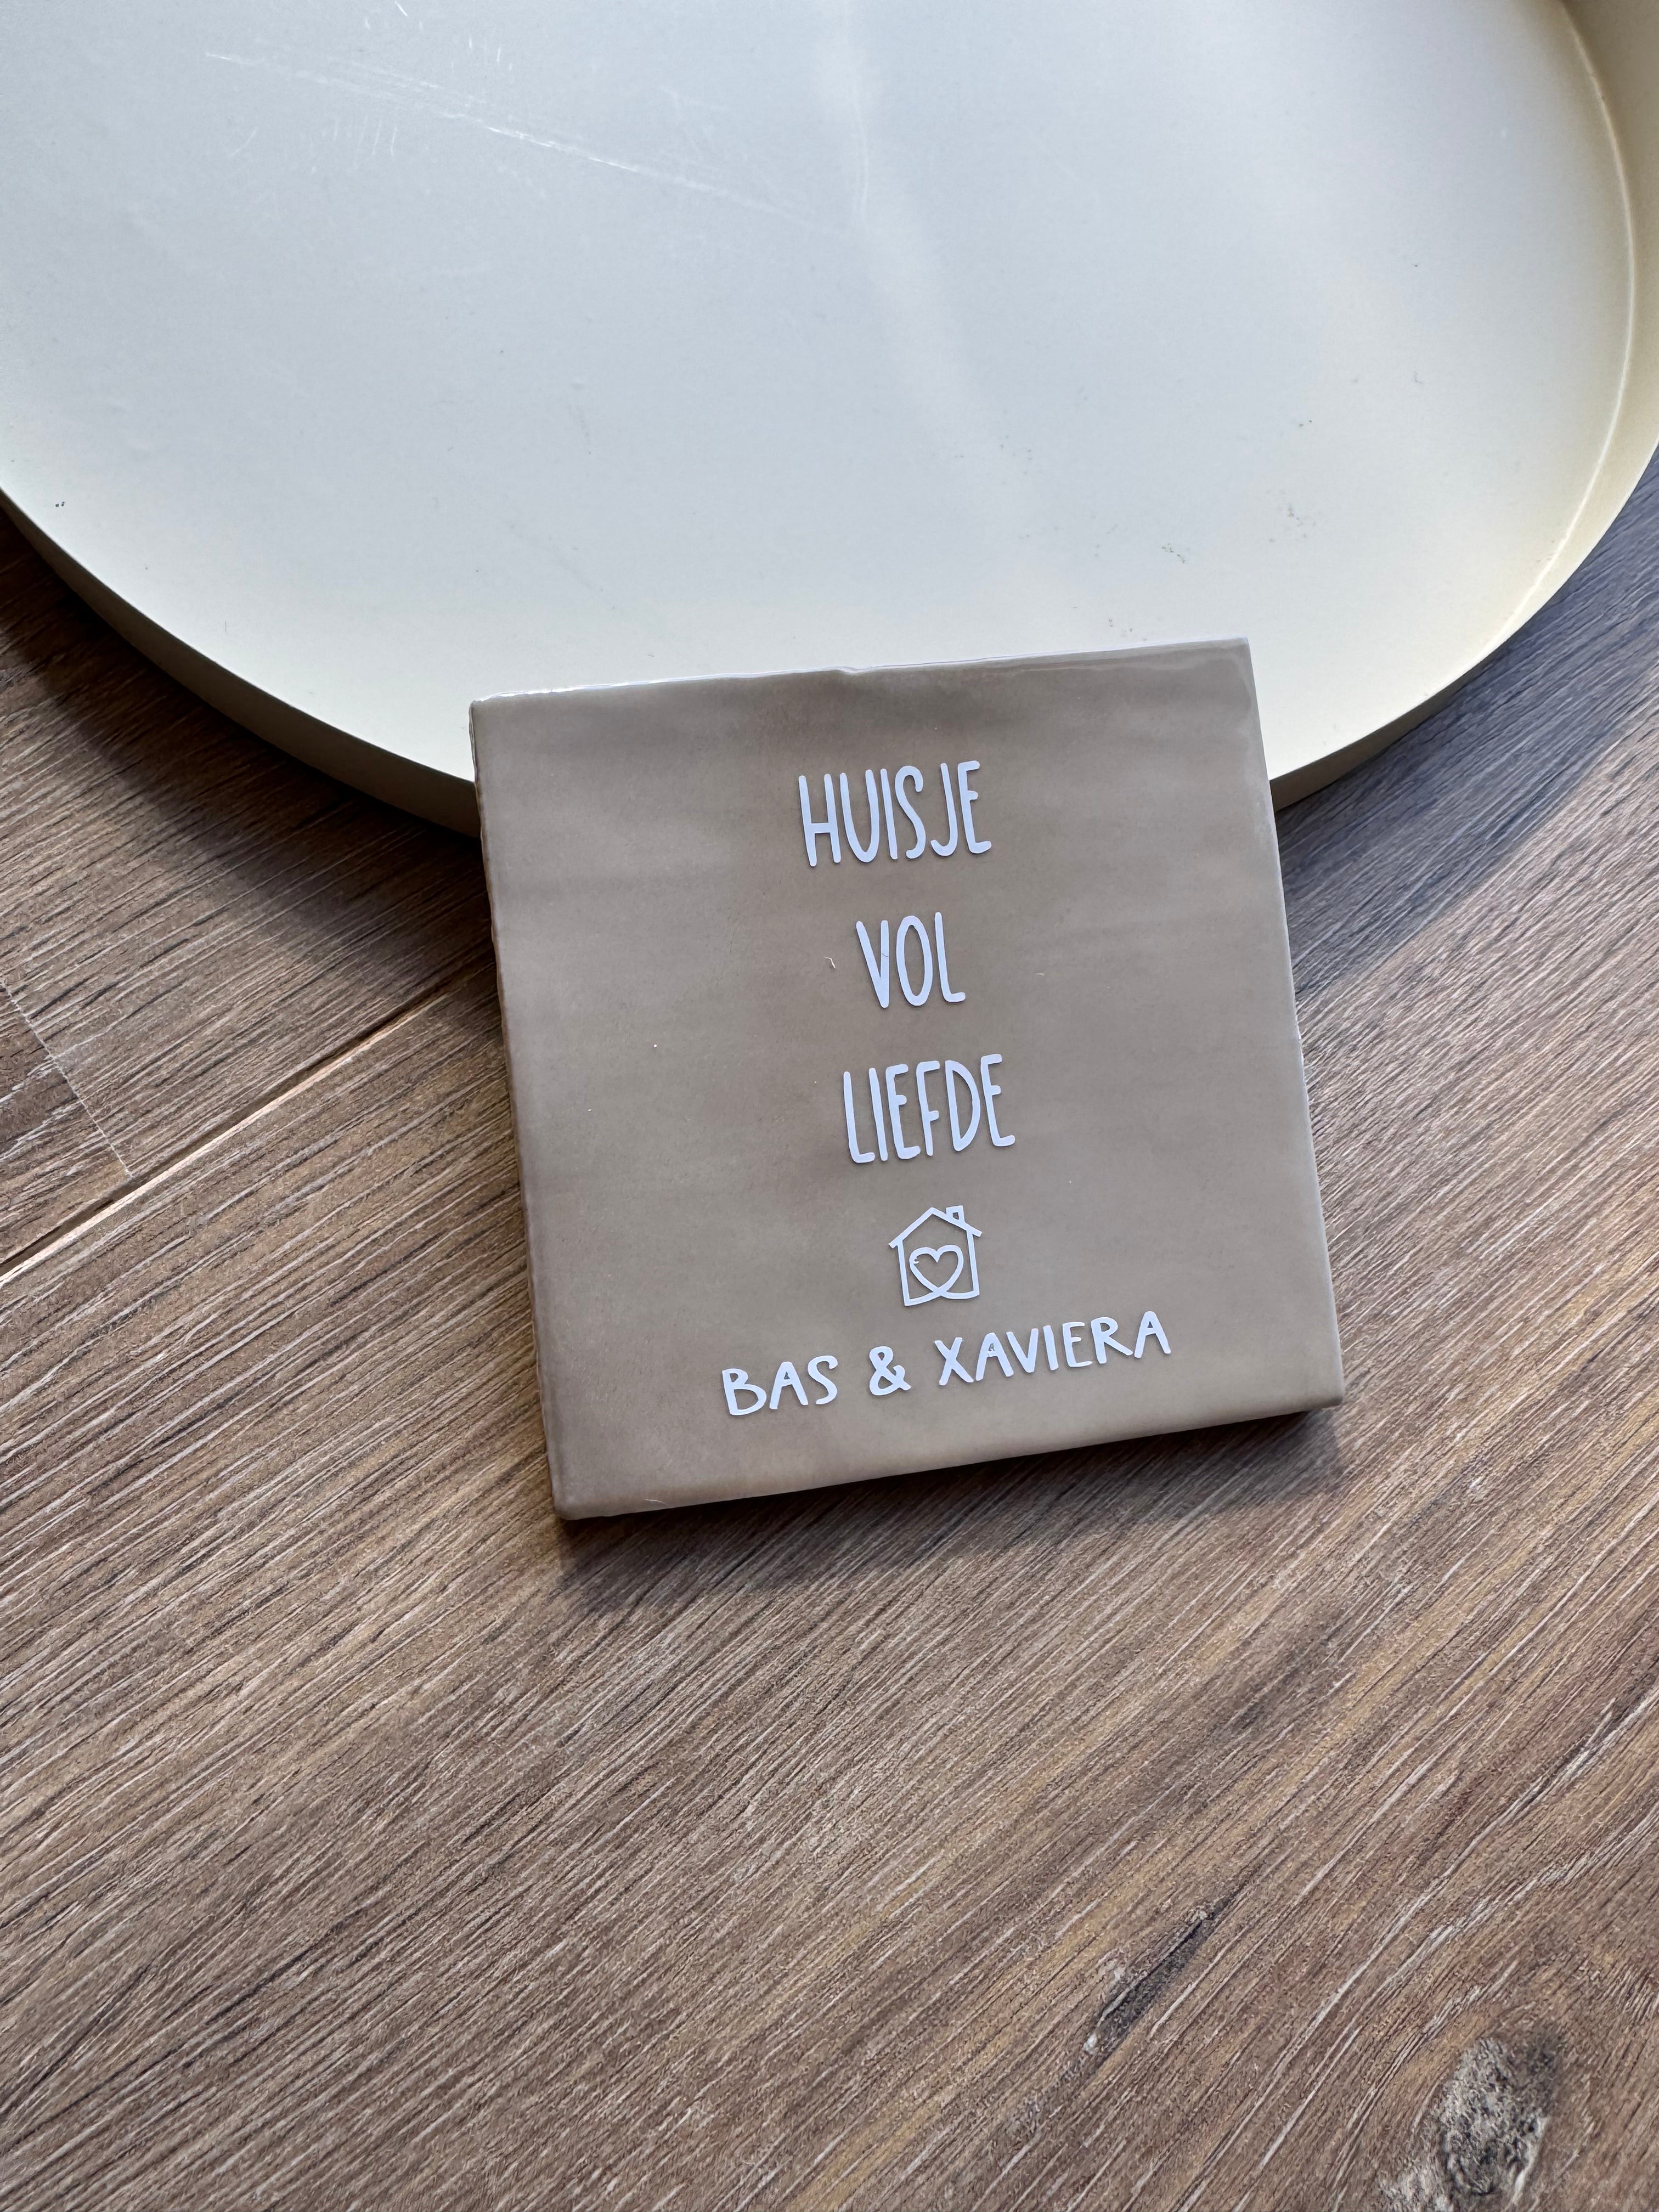 HUISJE
VOL
LIEFDE
BAS & XAVIERA